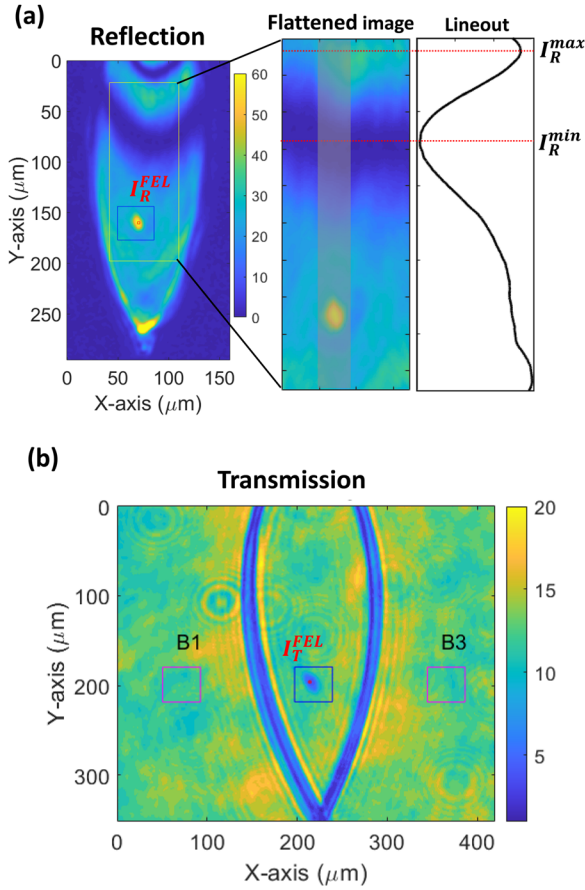 (a)
Reflection
Flattened image
Lineout
I_R^max
I_R^min
I_R^FEL
0
50
100
150
200
250
Y-axis (μm)
0
50
100
150
X-axis (μm)
60
50
40
30
20
10
0
(b)
Transmission
0
100
200
300
Y-axis (μm)
B1
I_T^FEL
B3
0
100
200
300
400
X-axis (μm)
20
15
10
5